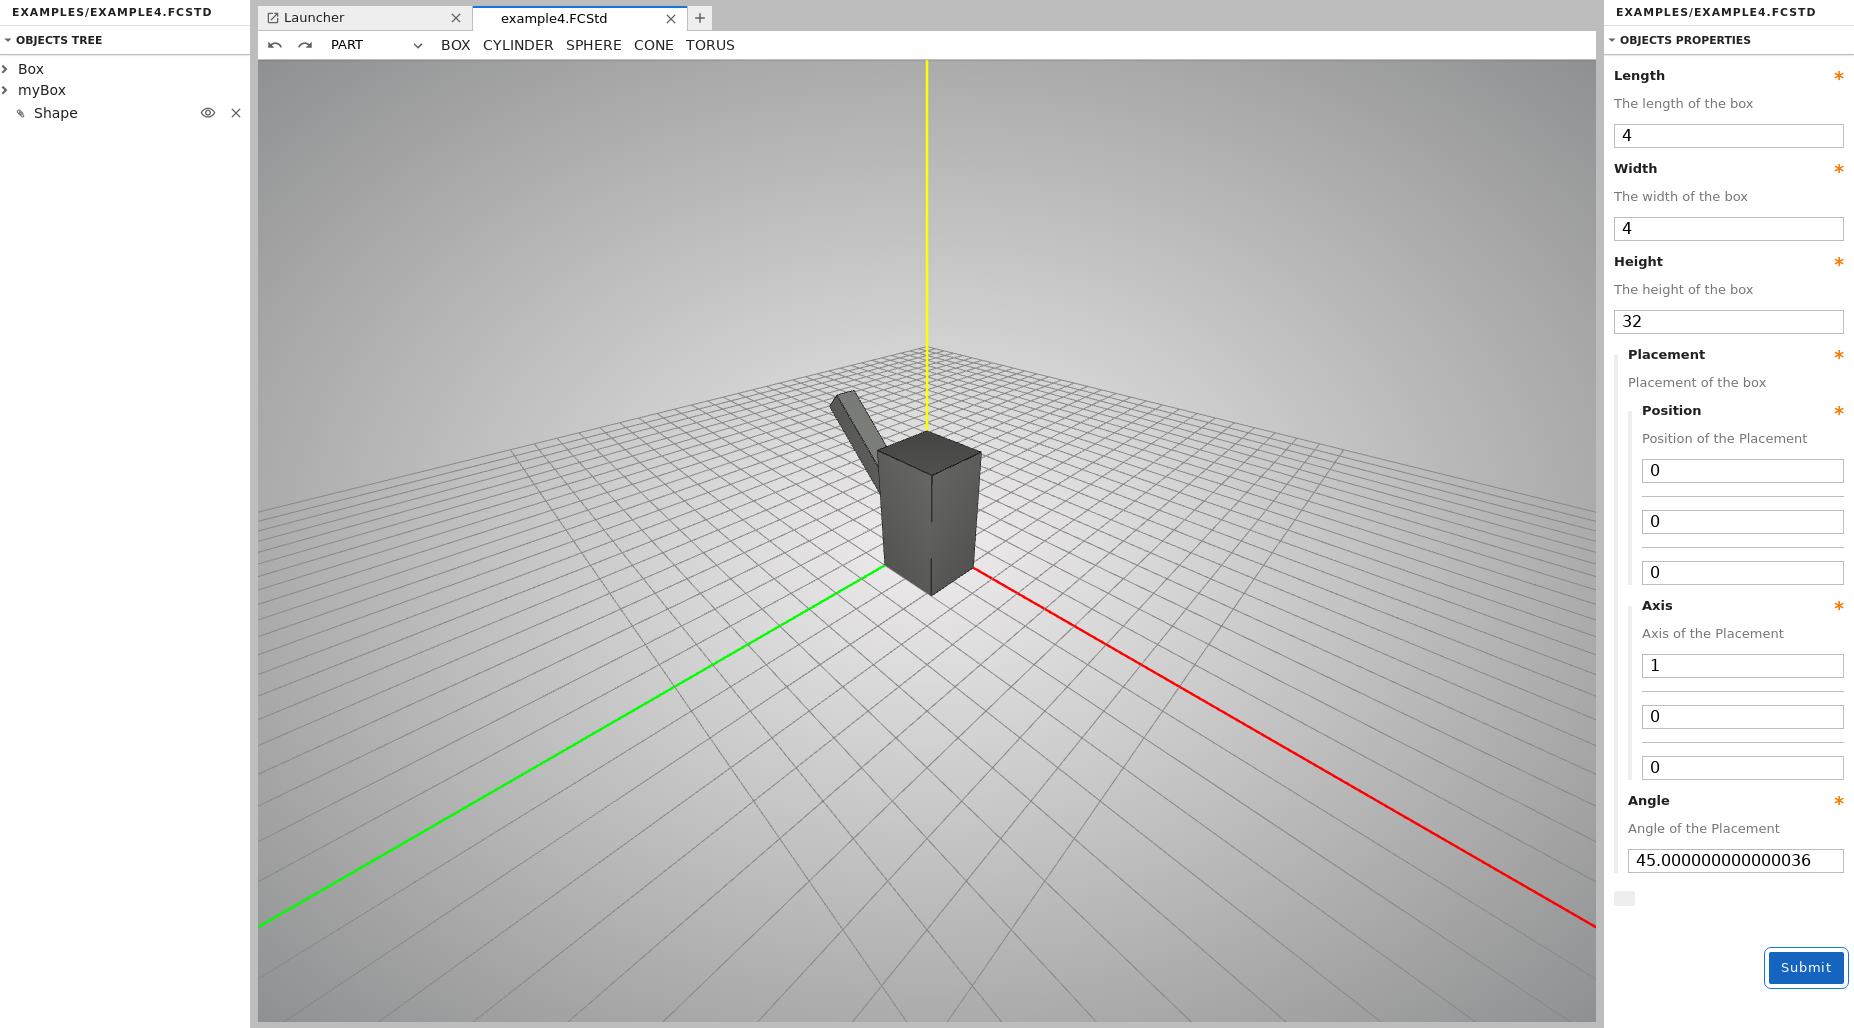 EXAMPLES/EXAMPLE4.FCSTD
OBJECTS TREE
Box
myBox
Shape
Launcher
example4.FCStd
PART
BOX
CYLINDER
SPHERE
CONE
TORUS
EXAMPLES/EXAMPLE4.FCSTD
OBJECTS PROPERTIES
Length *
The length of the box
4
Width *
The width of the box
4
Height *
The height of the box
32
Placement *
Placement of the box
Position *
Position of the Placement
0
0
0
Axis *
Axis of the Placement
1
0
0
Angle *
Angle of the Placement
45.000000000000036
Submit